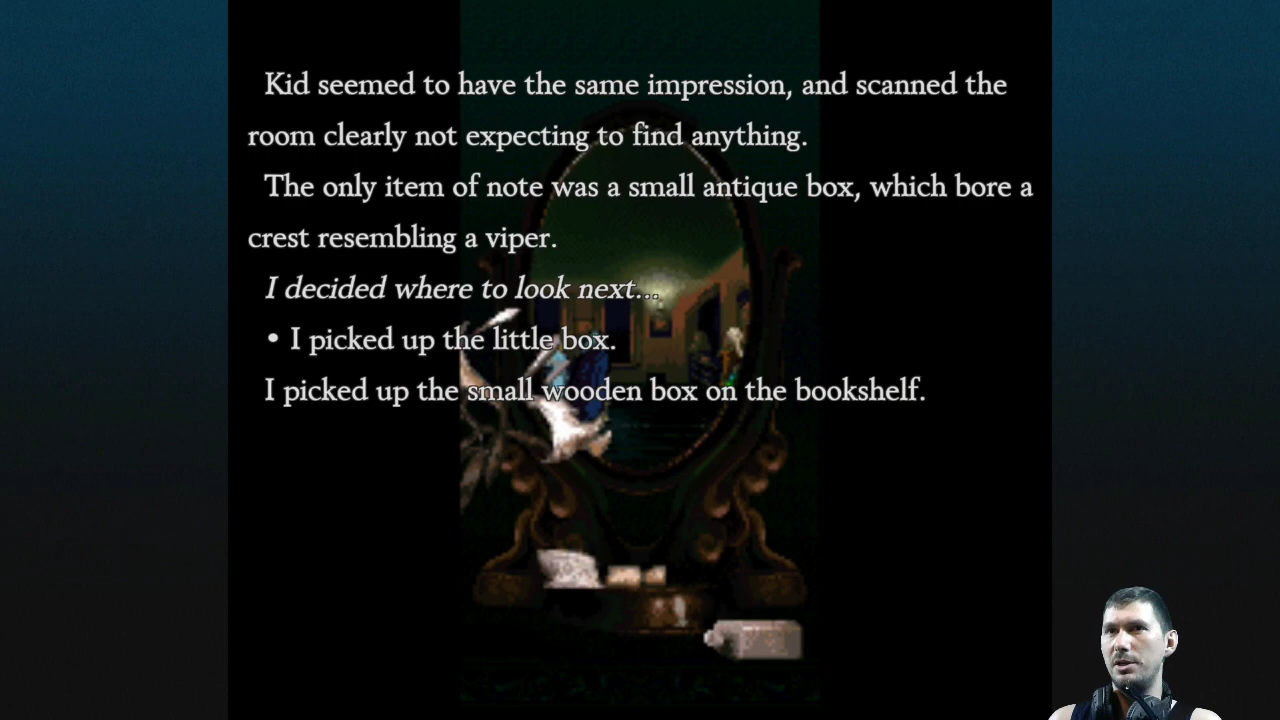 Kid seemed to have the same impression, and scanned the
room clearly not expecting to find anything.
The only item of note was a small antique box, which bore a
crest resembling a viper.
I decided where to look next...
• I picked up the little box.
I picked up the small wooden box on the bookshelf.